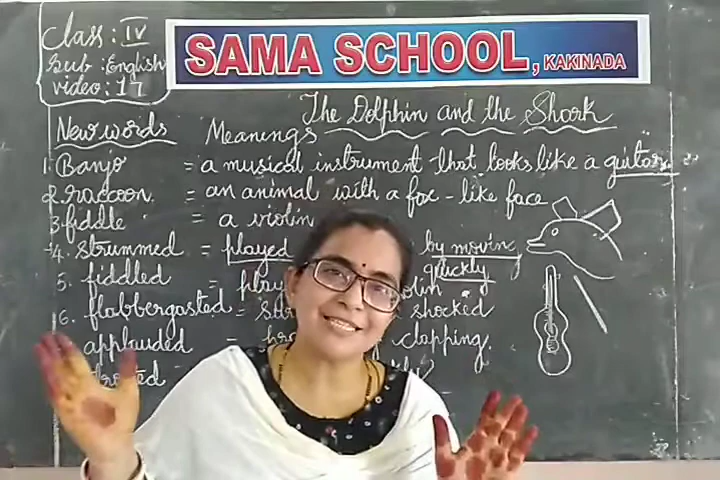 Class: IV
Sub: English
video: 17
SAMA SCHOOL, KAKINADA
The Dolphin and the Shark
New words Meanings
1. Banjo = a musical instrument that looks like a guitar
2. raccoon = an animal with a fox-like face
3. fiddle = a violin
4. strummed = played by moving
quickly
5. fiddled =
6. flabbergasted = shocked
applauded = clapping.